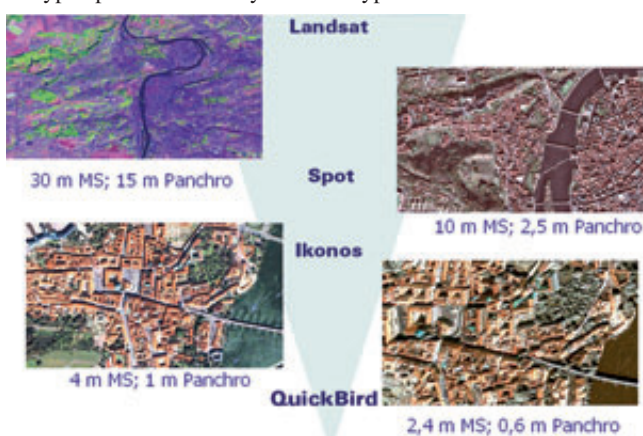 Landsat
30 m MS; 15 m Panchro
Spot
10 m MS; 2,5 m Panchro
Ikonos
4 m MS; 1 m Panchro
QuickBird
2,4 m MS; 0,6 m Panchro